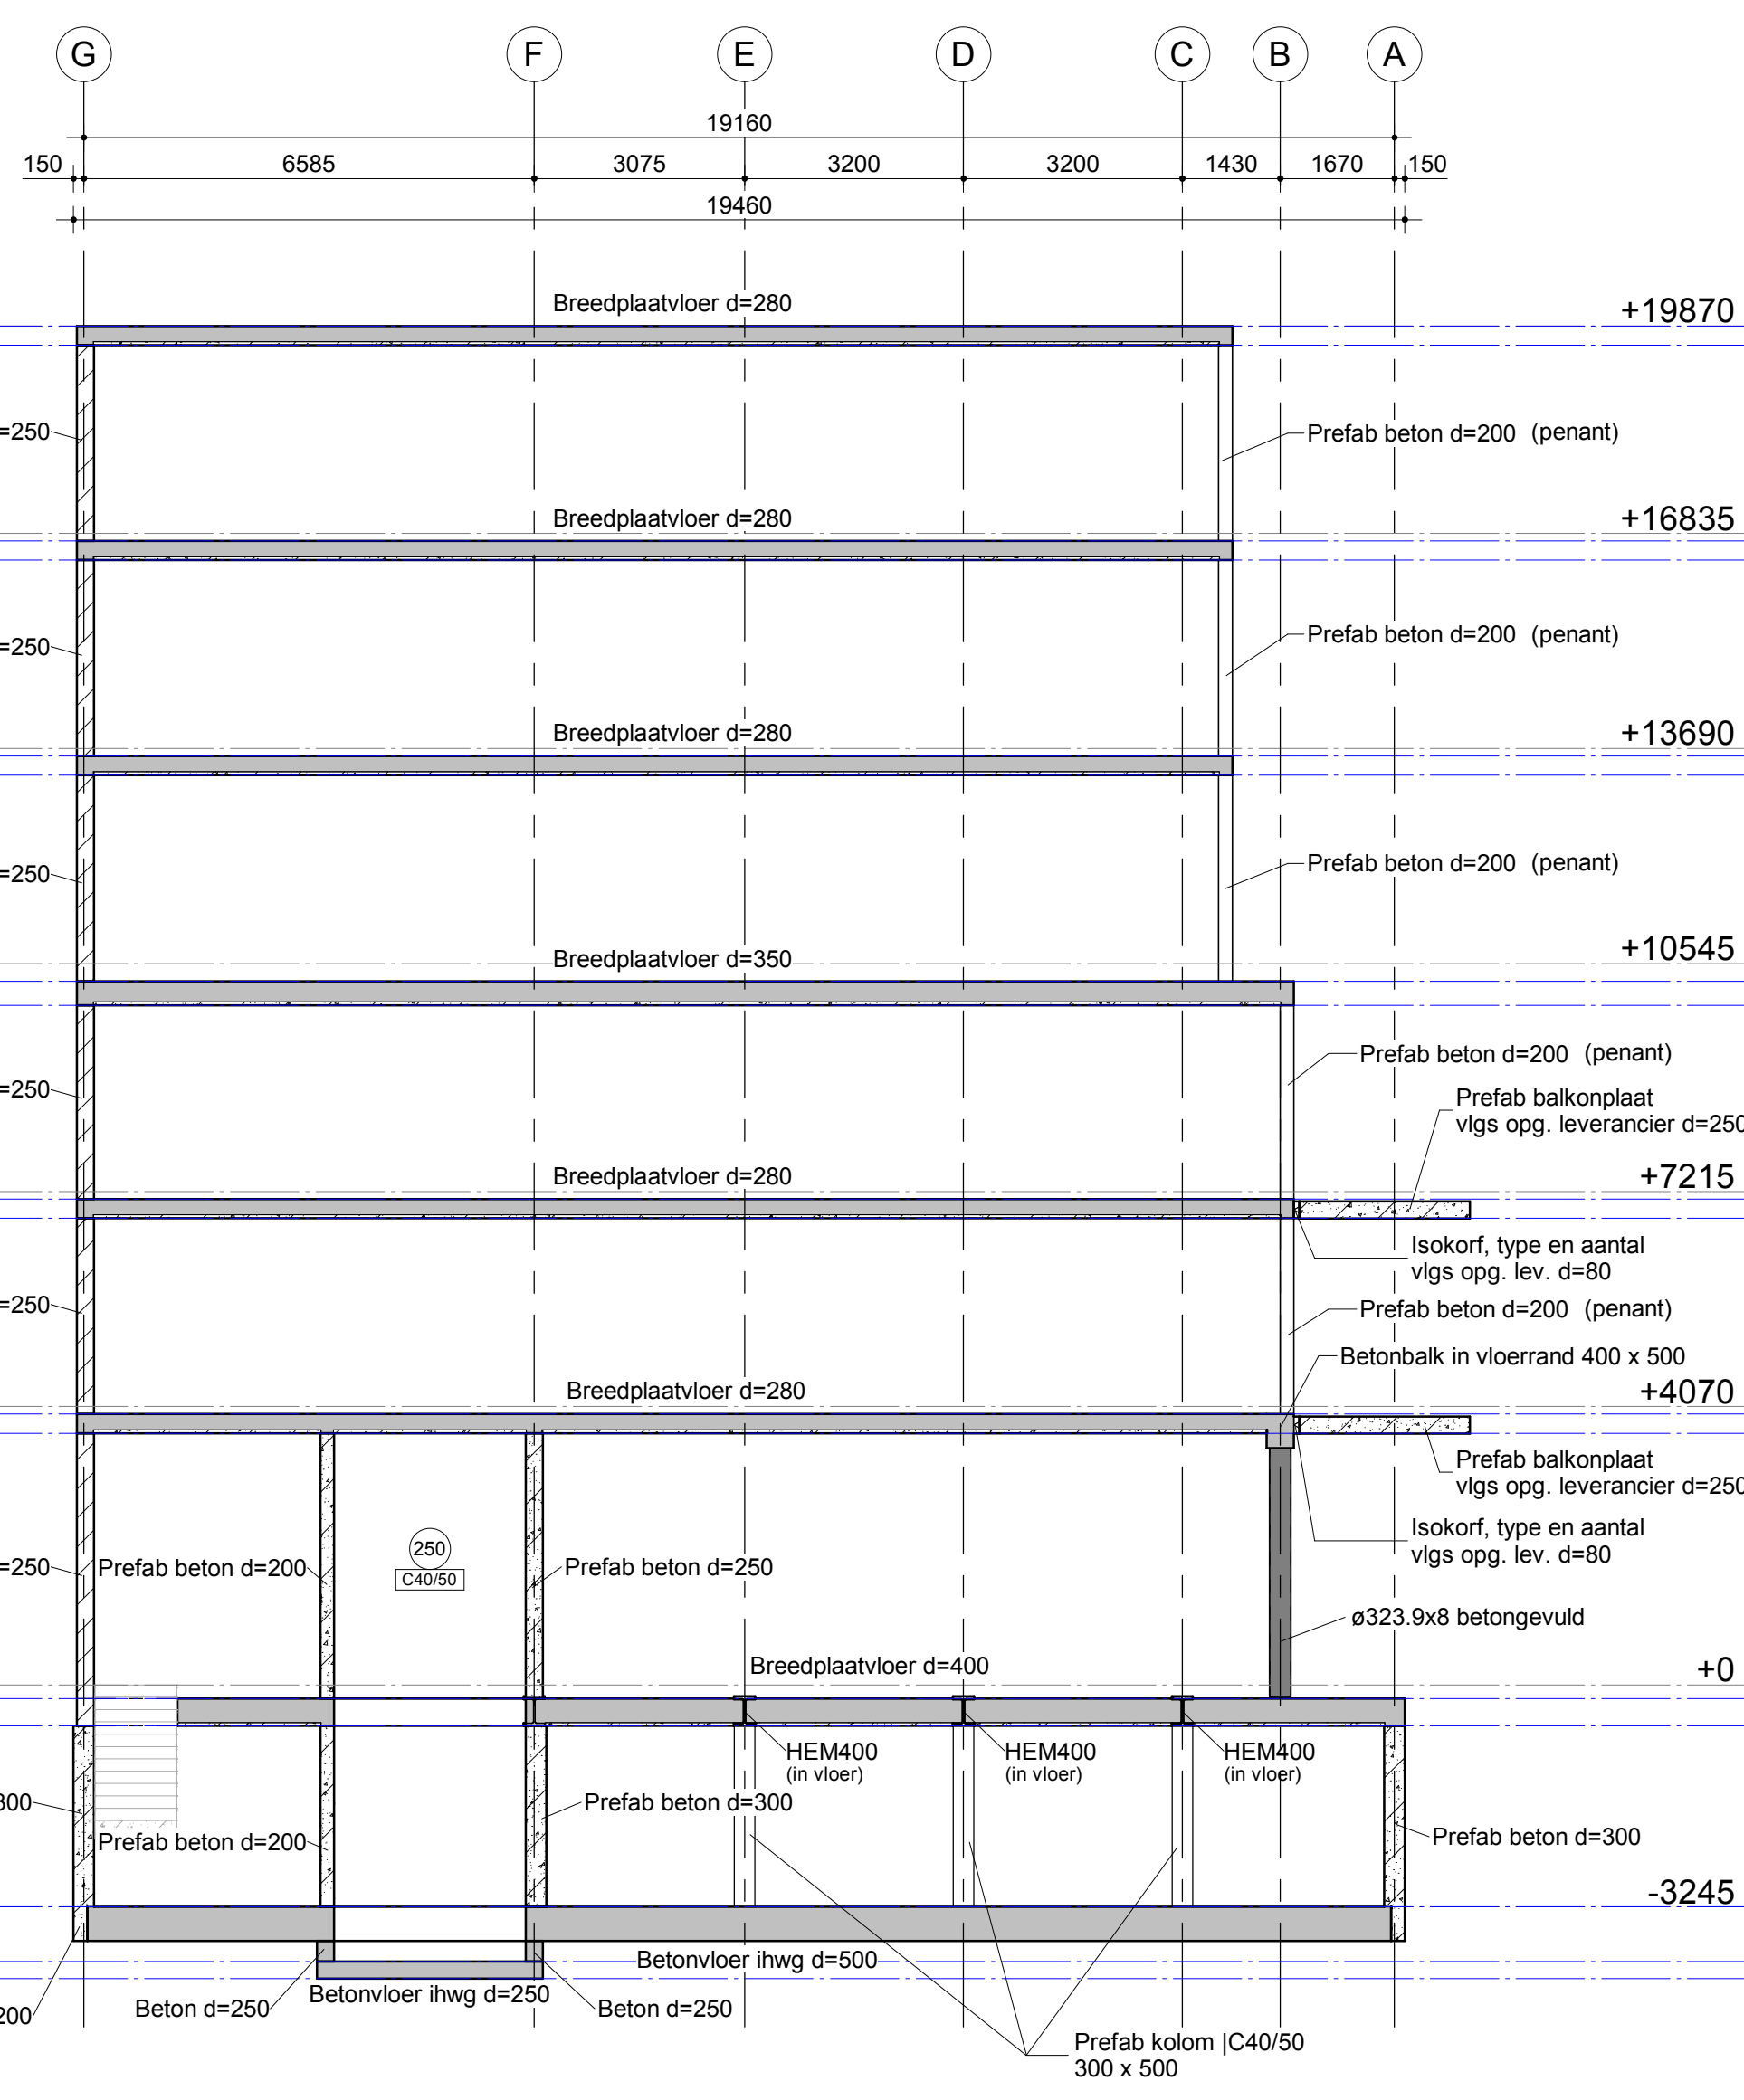 G F E D C B A
19160
150 6585 3075 3200 3200 1430 1670 150
19460
Breedplaatvloer d=280
+19870
=250
Prefab beton d=200 (penant)
Breedplaatvloer d=280
+16835
=250
Prefab beton d=200 (penant)
Breedplaatvloer d=280
+13690
=250
Prefab beton d=200 (penant)
Breedplaatvloer d=350
+10545
=250
Prefab beton d=200 (penant)
Prefab balkonplaat
vlgs opg. leverancier d=250
Breedplaatvloer d=280
+7215
Isokorf, type en aantal
vlgs opg. lev. d=80
=250
Prefab beton d=200 (penant)
Betonbalk in vloerrand 400 x 500
Breedplaatvloer d=280
+4070
Prefab balkonplaat
vlgs opg. leverancier d=250
Isokorf, type en aantal
vlgs opg. lev. d=80
250
C40/50
=250
Prefab beton d=200
Prefab beton d=250
ø323.9x8 betongevuld
Breedplaatvloer d=400
+0
HEM400
(in vloer)
HEM400
(in vloer)
HEM400
(in vloer)
300
Prefab beton d=300
Prefab beton d=200
Prefab beton d=300
-3245
Betonvloer ihwg d=500
Betonvloer ihwg d=250
200
Beton d=250
Beton d=250
Prefab kolom |C40/50
300 x 500